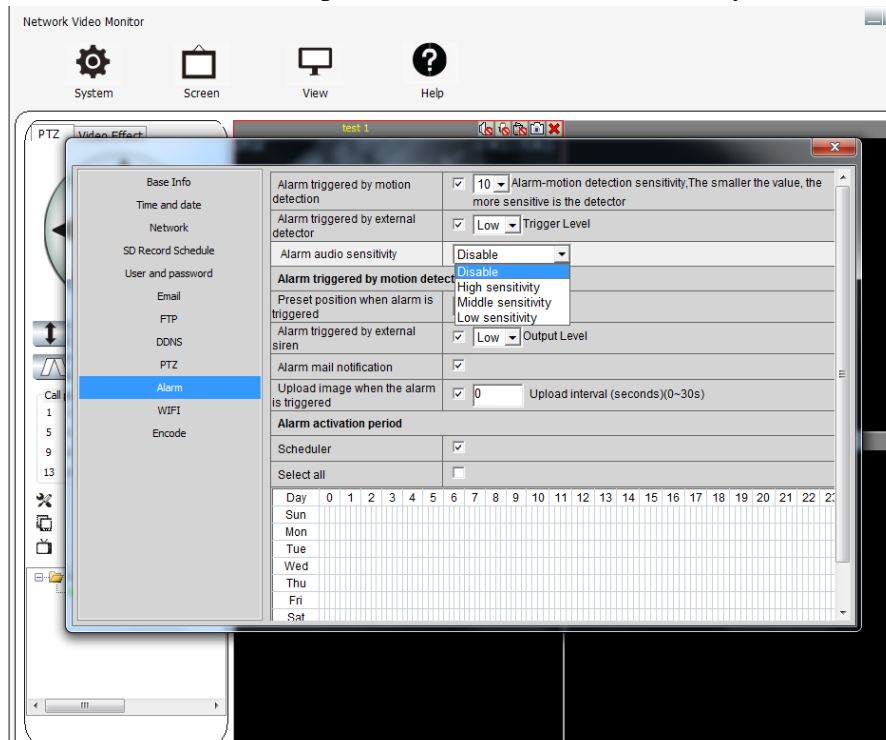 Network Video Monitor
System
Screen
View
Help
PTZ
Video Effect
test 1
Base Info
Time and date
Network
SD Record Schedule
User and password
Email
FTP
DDNS
PTZ
Alarm
WIFI
Encode
Alarm triggered by motion
detection
10
Alarm-motion detection sensitivity,The smaller the value, the
more sensitive is the detector
Alarm triggered by external
detector
Low
Trigger Level
Alarm audio sensitivity
Disable
Disable
High sensitivity
Middle sensitivity
Low sensitivity
Alarm triggered by motion detec
Preset position when alarm is
triggered
Alarm triggered by external
siren
Low
Output Level
Alarm mail notification
Upload image when the alarm
is triggered
0
Upload interval (seconds)(0~30s)
Alarm activation period
Scheduler
Select all
Day 0 1 2 3 4 5 6 7 8 9 10 11 12 13 14 15 16 17 18 19 20 21 22
Sun
Mon
Tue
Wed
Thu
Fri
Sat
Call
1
5
9
13